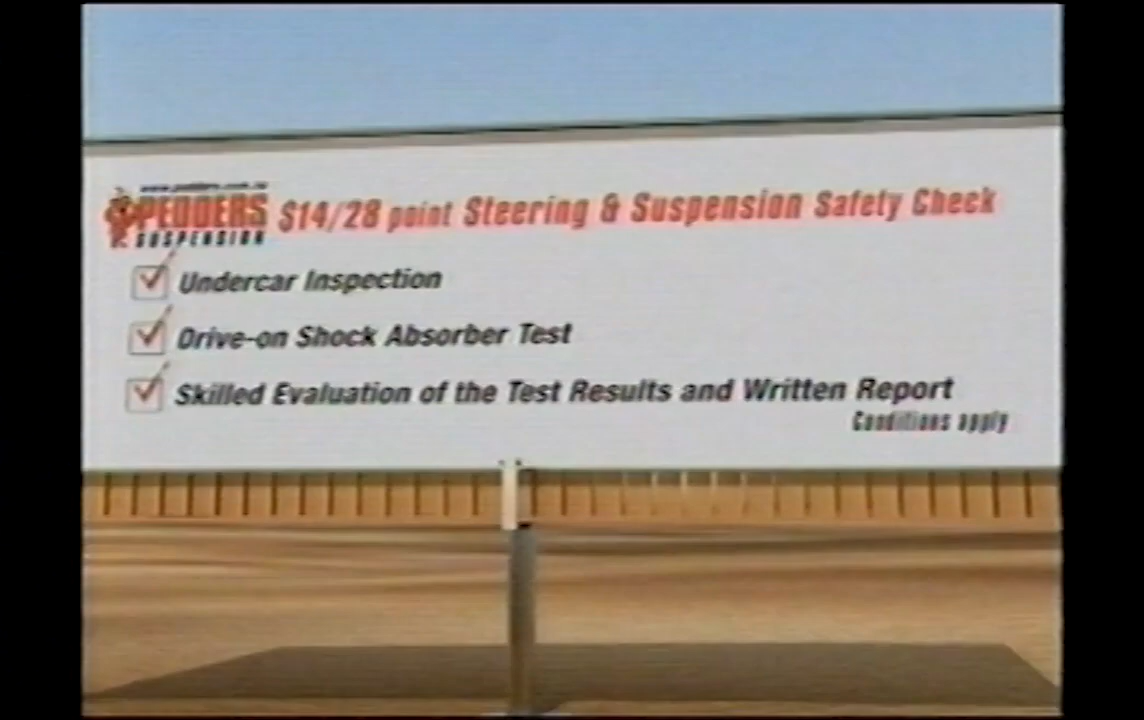 PEDDERS
SUSPENSION
$14/28 point Steering & Suspension Safety Check
Undercar Inspection
Drive-on Shock Absorber Test
Skilled Evaluation of the Test Results and Written Report
Conditions apply